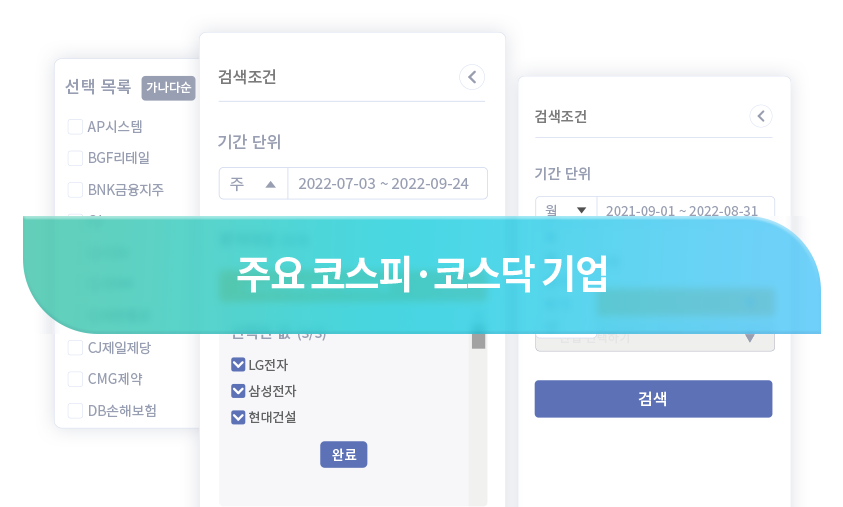 선택 목록
가나다순
AP시스템
BGF리테일
BNK금융지주
CJ제일제당
CMG제약
DB손해보험
검색조건
기간 단위
주
2022-07-03 ~ 2022-09-24
주요 코스피·코스닥 기업
LG전자
삼성전자
현대건설
완료
검색조건
기간 단위
월
2021-09-01 ~ 2022-08-31
검색